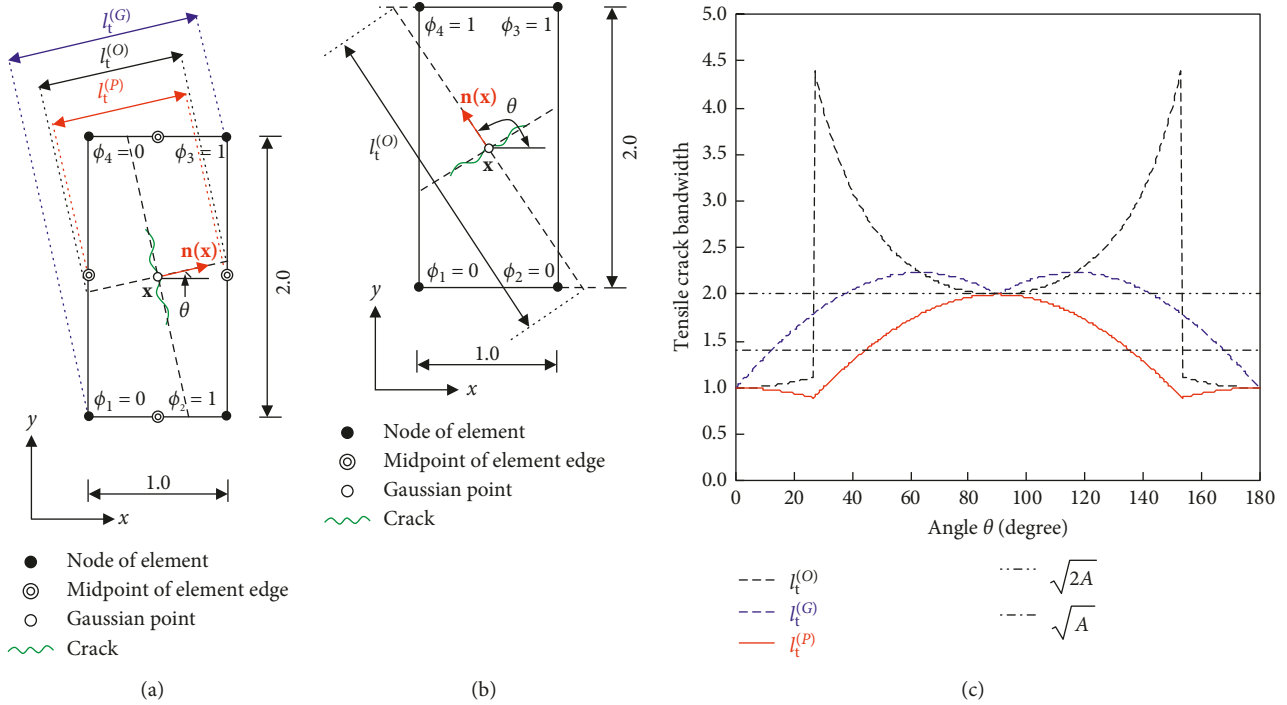 l_t^(G)
l_t^(O)
l_t^(P)
ϕ4 = 0
ϕ3 = 1
n(x)
x
θ
2.0
ϕ1 = 0
ϕ2 = 1
y
1.0
x
Node of element
Midpoint of element edge
Gaussian point
Crack
(a)
ϕ4 = 1
ϕ3 = 1
n(x)
θ
l_t^(O)
x
2.0
ϕ1 = 0
ϕ2 = 0
y
1.0
x
Node of element
Midpoint of element edge
Gaussian point
Crack
(b)
5.0
4.5
4.0
3.5
3.0
2.5
2.0
1.5
1.0
0.5
0.0
Tensile crack bandwidth
0 20 40 60 80 100 120 140 160 180
Angle θ (degree)
l_t^(O)
l_t^(G)
l_t^(P)
√2A
√A
(c)